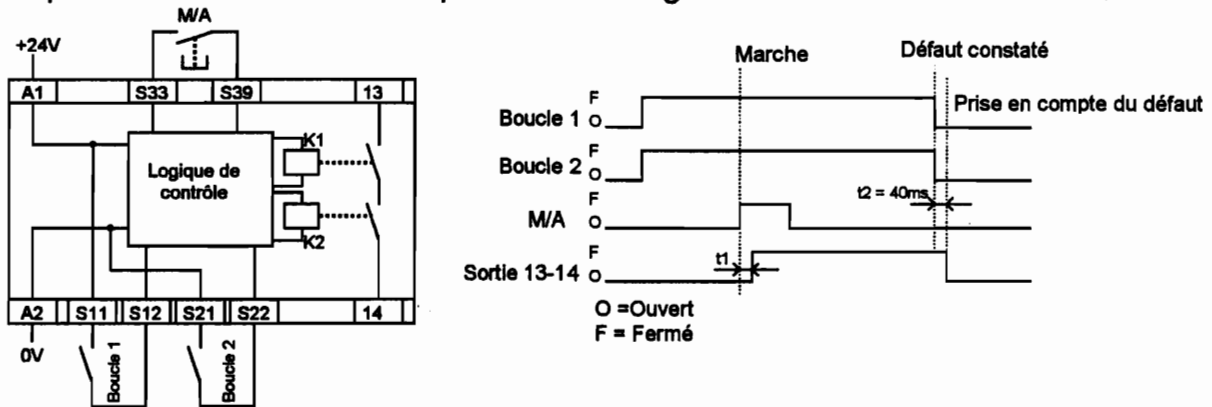 M/A
+24V
A1 S33 S39 13
K1
Logique de
contrôle
K2
A2 S11 S12 S21 S22 14
0V
Boucle 1
Boucle 2
Marche
Défaut constaté
Prise en compte du défaut
F
Boucle 1 O
F
Boucle 2 O
t2 = 40ms
F
M/A O
F
t1
Sortie 13-14 O
O =Ouvert
F = Fermé